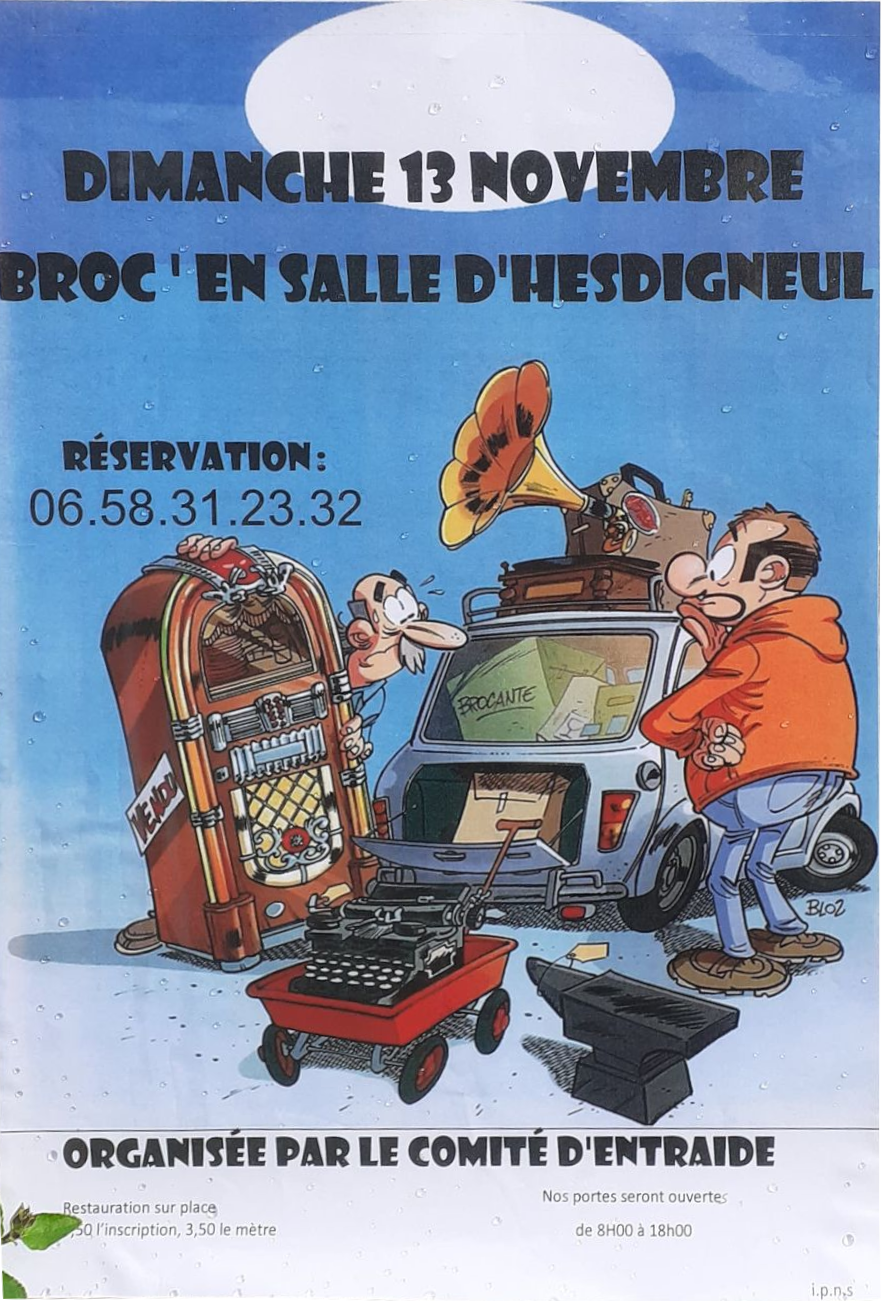 DIMANCHE 13 NOVEMBRE
BROC ' EN SALLE D'HESDIGNEUL
RÉSERVATION :
06.58.31.23.32
BROCANTE
VENDU
BLOZ
ORGANISÉE PAR LE COMITÉ D'ENTRAIDE
Restauration sur place
,50 l'inscription, 3,50 le mètre
Nos portes seront ouvertes
de 8H00 à 18h00
i.p.n.s